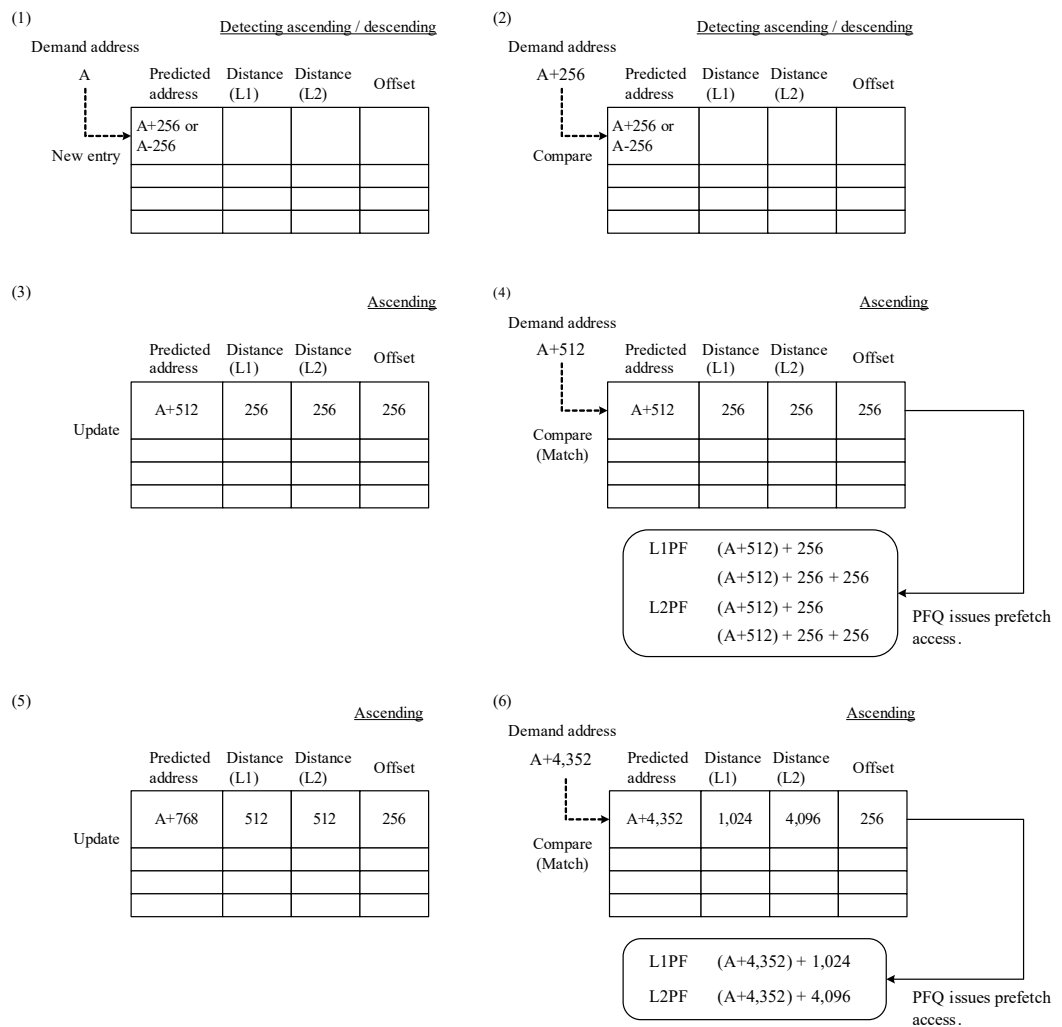 (1)
Detecting ascending / descending
Demand address
A
Predicted address
Distance (L1)
Distance (L2)
Offset
A+256 or
A-256
New entry
(2)
Detecting ascending / descending
Demand address
A+256
Predicted address
Distance (L1)
Distance (L2)
Offset
A+256 or
A-256
Compare
(3)
Ascending
Predicted address
Distance (L1)
Distance (L2)
Offset
Update
A+512 256 256 256
(4)
Ascending
Demand address
A+512
Predicted address
Distance (L1)
Distance (L2)
Offset
A+512 256 256 256
Compare
(Match)
L1PF (A+512) + 256
(A+512) + 256 + 256
L2PF (A+512) + 256
(A+512) + 256 + 256
PFQ issues prefetch
access.
(5)
Ascending
Predicted address
Distance (L1)
Distance (L2)
Offset
Update
A+768 512 512 256
(6)
Ascending
Demand address
A+4,352
Predicted address
Distance (L1)
Distance (L2)
Offset
A+4,352 1,024 4,096 256
Compare
(Match)
L1PF (A+4,352) + 1,024
L2PF (A+4,352) + 4,096
PFQ issues prefetch
access.